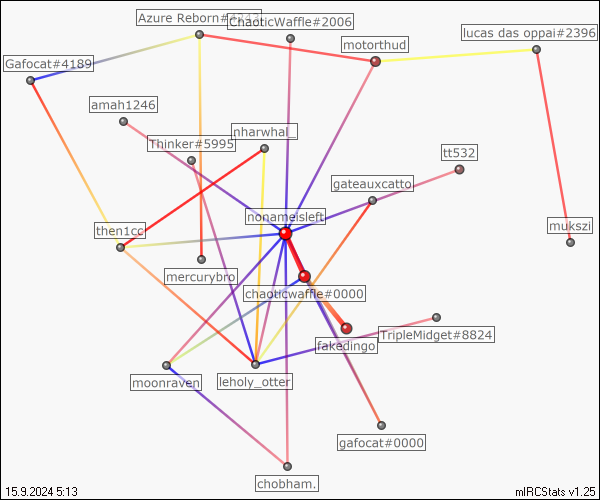 Azure Reborn
ChaoticWaffle#2006
lucas das oppai#2396
motorthud
Gafocat#4189
amah1246
nharwhal_
Thinker#5995
tt532
gateauxcatto
nonameisleft
then1cc
mukszi
mercurybro
chaoticwaffle#0000
TripleMidget#8824
fakedingo
moonraven
leholy_otter
gafocat#0000
chobham.
15.9.2024 5:13
mIRCStats v1.25